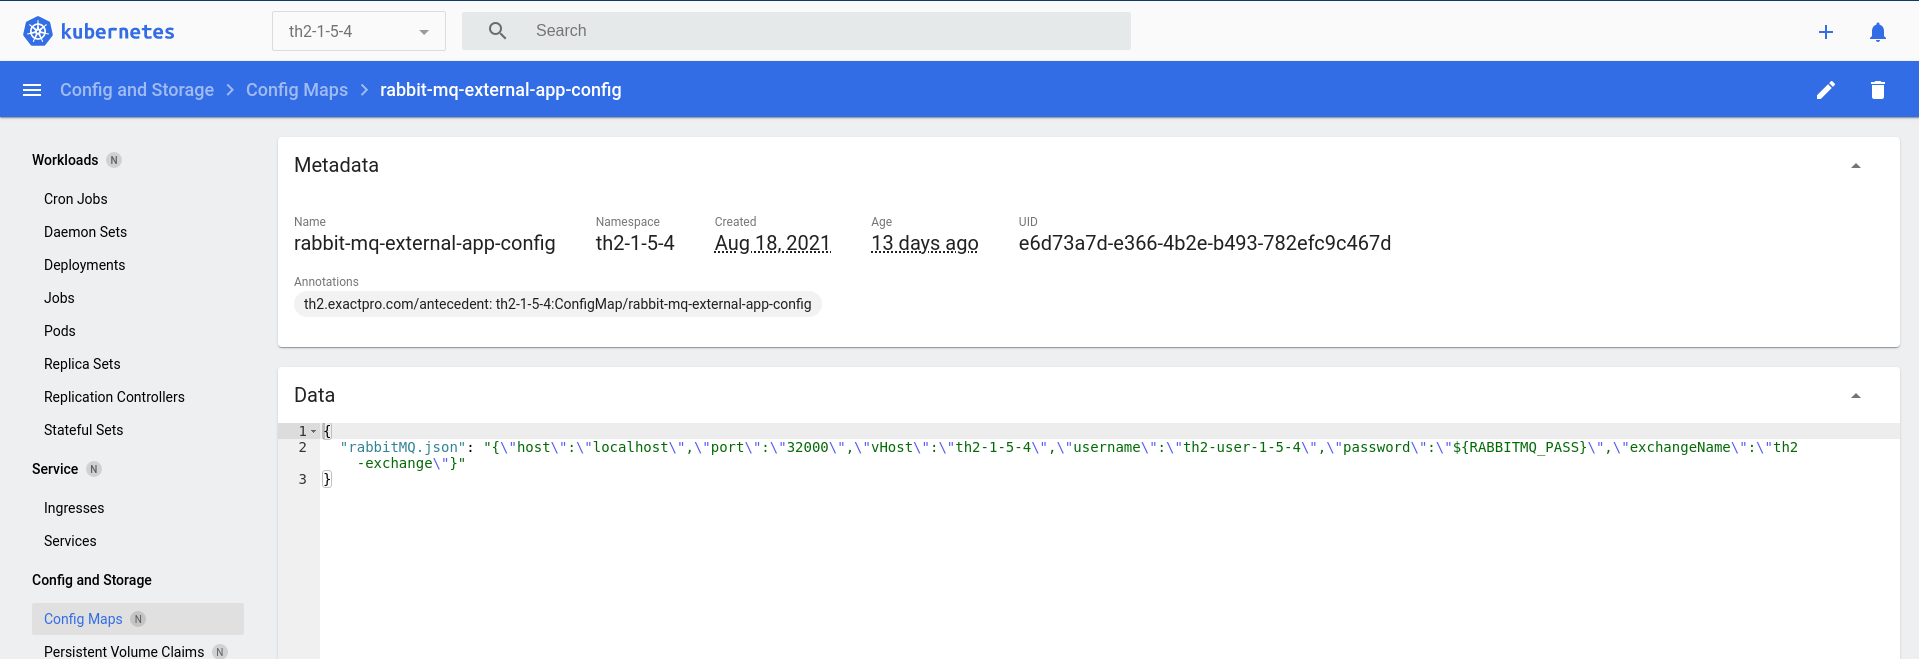 kubernetes
th2-1-5-4
Search
Config and Storage > Config Maps > rabbit-mq-external-app-config
Workloads N
Cron Jobs
Daemon Sets
Deployments
Jobs
Pods
Replica Sets
Replication Controllers
Stateful Sets
Service N
Ingresses
Services
Config and Storage
Config Maps N
Persistent Volume Claims N
Metadata
Name Namespace Created Age UID
rabbit-mq-external-app-config th2-1-5-4 Aug 18, 2021 13 days ago e6d73a7d-e366-4b2e-b493-782efc9c467d
Annotations
th2.exactpro.com/antecedent: th2-1-5-4:ConfigMap/rabbit-mq-external-app-config
Data
1 {
2 "rabbitMQ.json": "{\"host\":\"localhost\",\"port\":\"32000\",\"vHost\":\"th2-1-5-4\",\"username\":\"th2-user-1-5-4\",\"password\":\"${RABBITMQ_PASS}\",\"exchangeName\":\"th2
-exchange\"}"
3 }